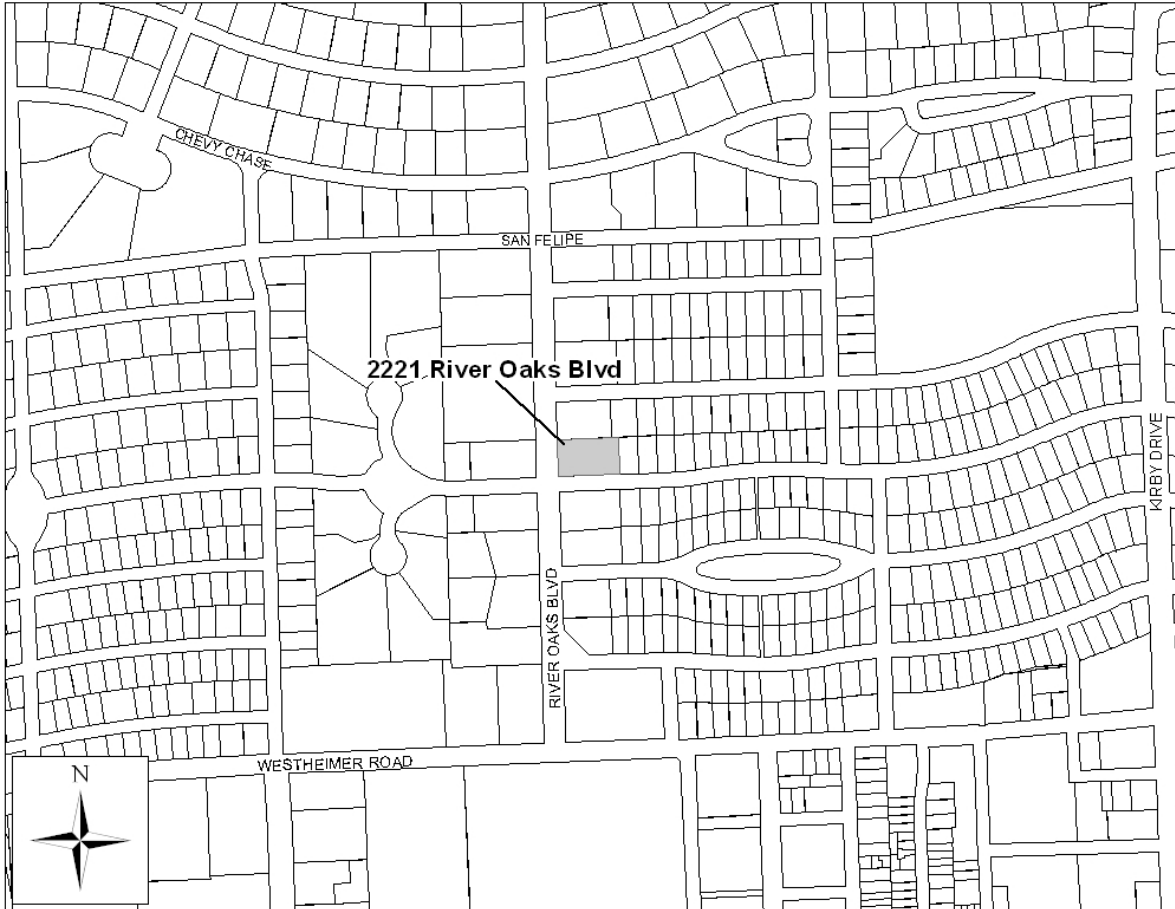 CHEVY CHASE
SAN FELIPE
2221 River Oaks Blvd
KIRBY DRIVE
RIVER OAKS BLVD
WESTHEIMER ROAD
N